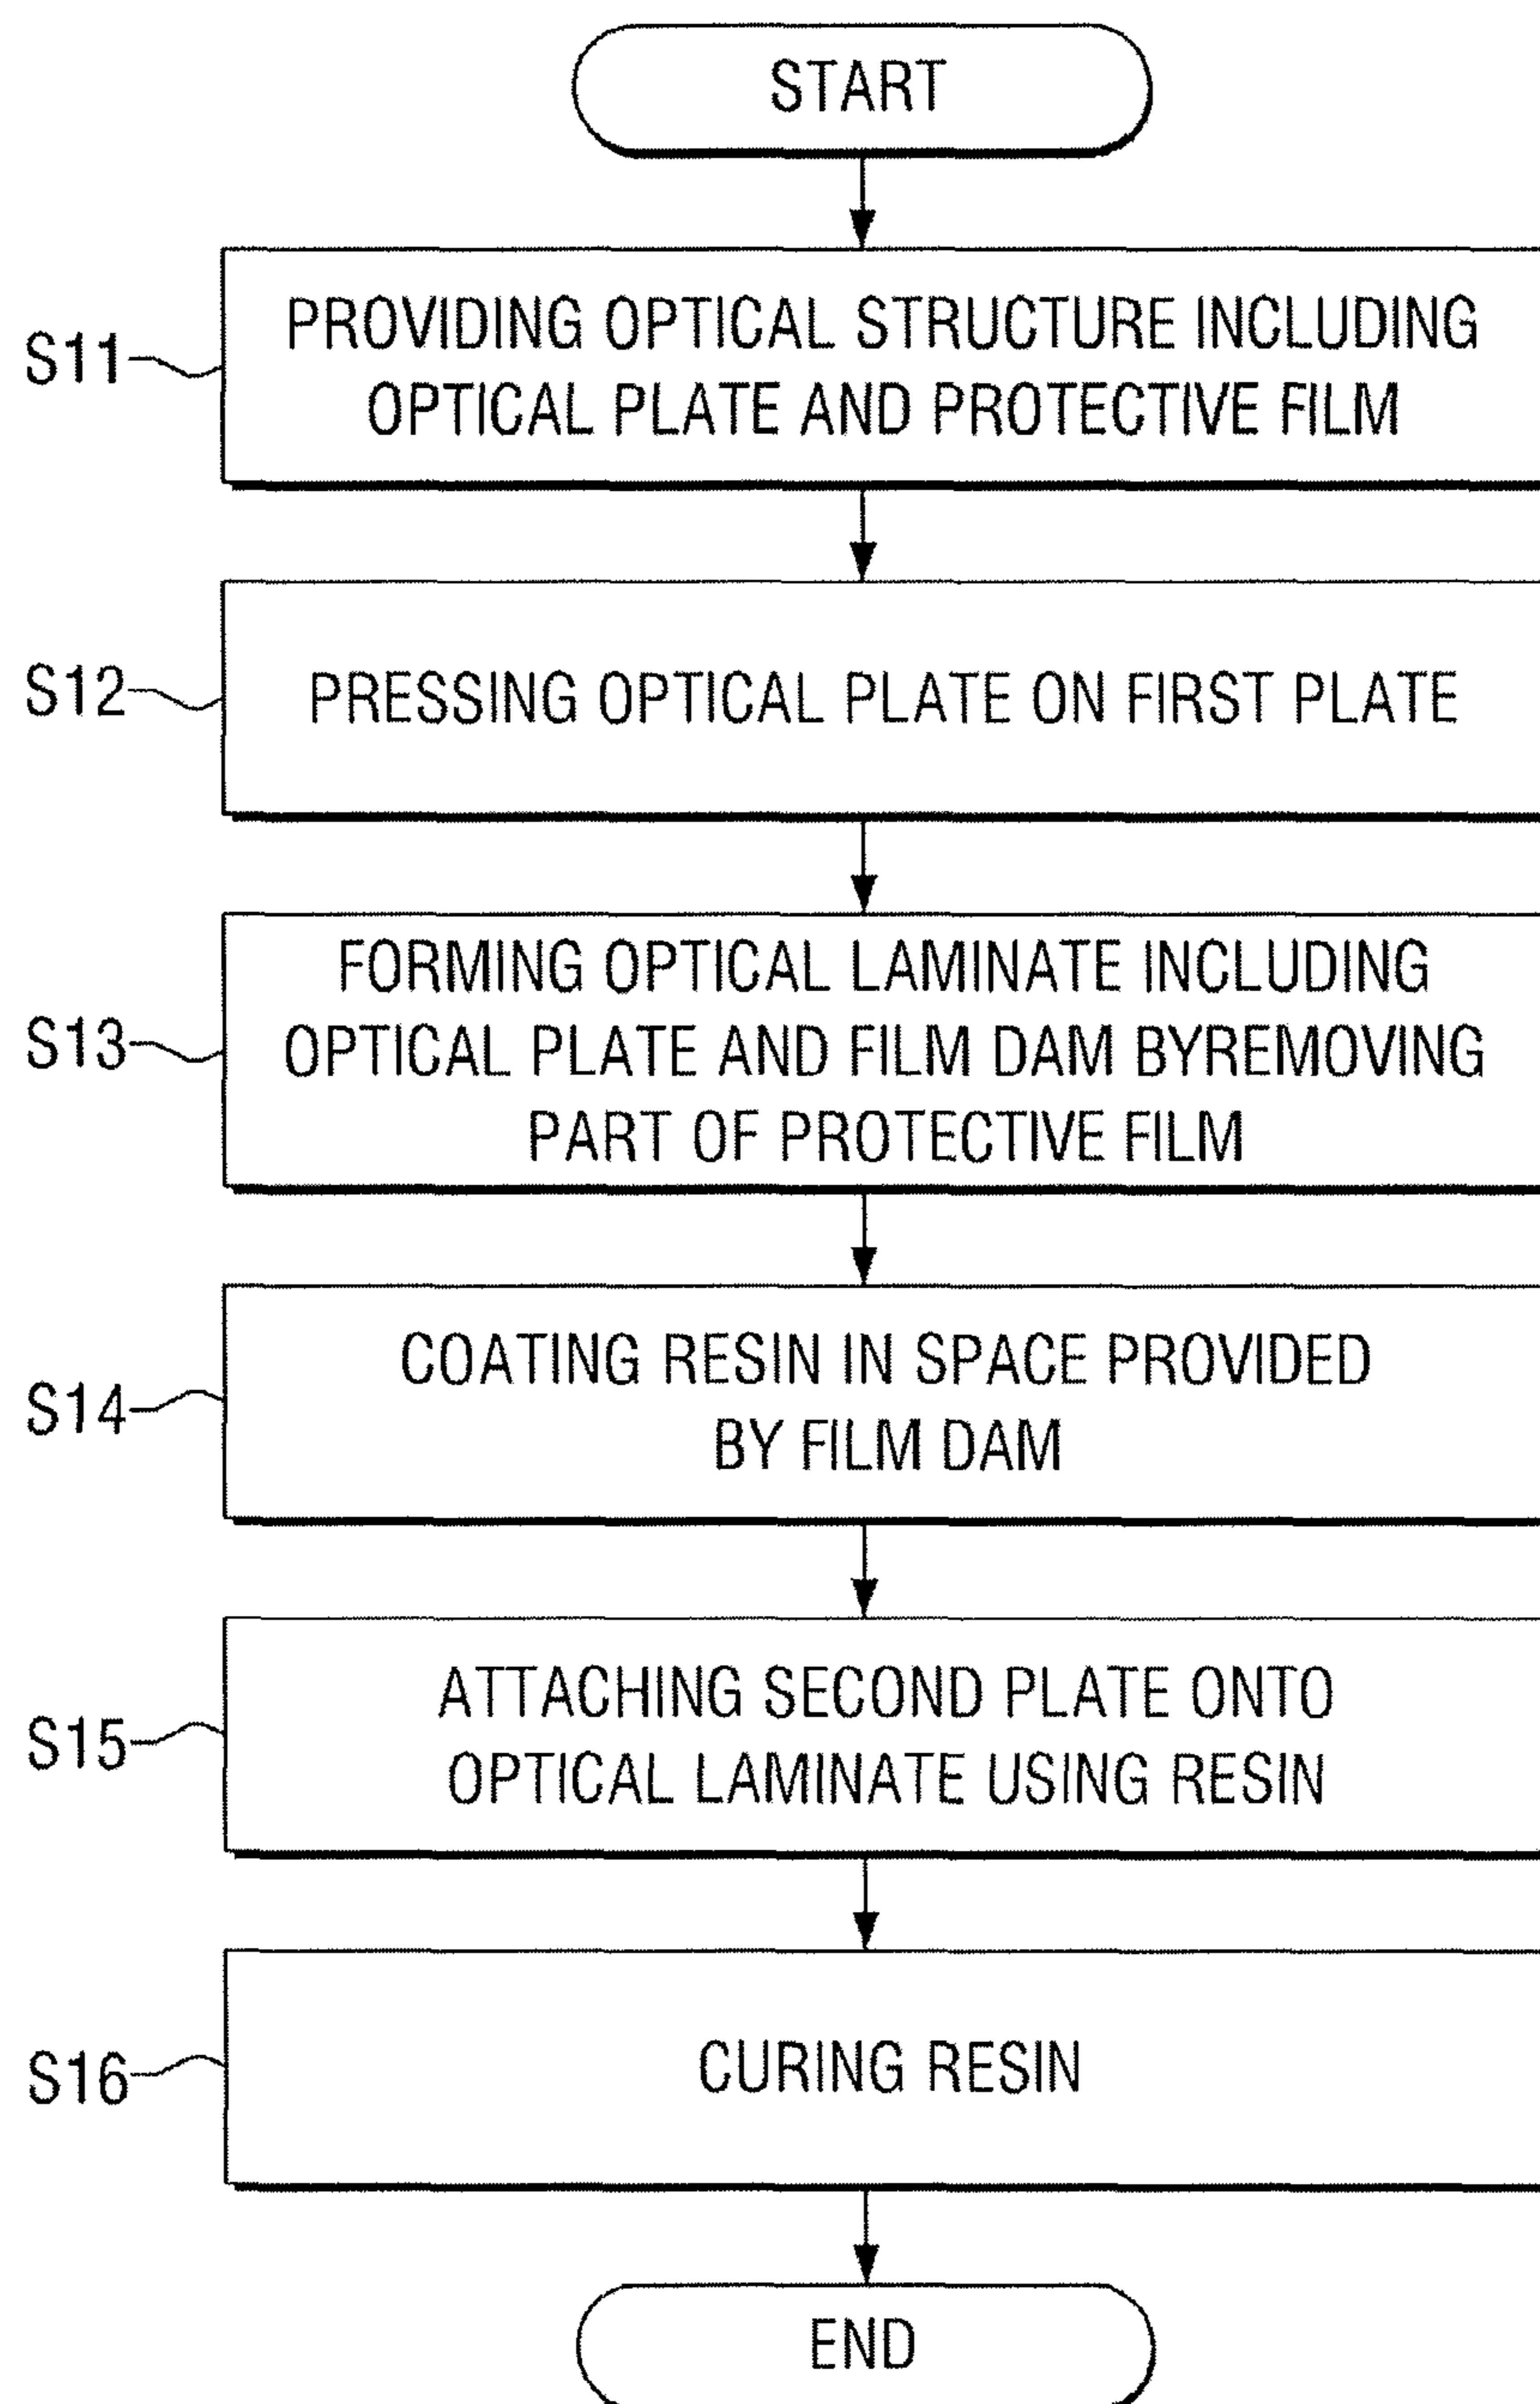 START
S11
PROVIDING OPTICAL STRUCTURE INCLUDING
OPTICAL PLATE AND PROTECTIVE FILM
S12
PRESSING OPTICAL PLATE ON FIRST PLATE
S13
FORMING OPTICAL LAMINATE INCLUDING
OPTICAL PLATE AND FILM DAM BYREMOVING
PART OF PROTECTIVE FILM
S14
COATING RESIN IN SPACE PROVIDED
BY FILM DAM
S15
ATTACHING SECOND PLATE ONTO
OPTICAL LAMINATE USING RESIN
S16
CURING RESIN
END